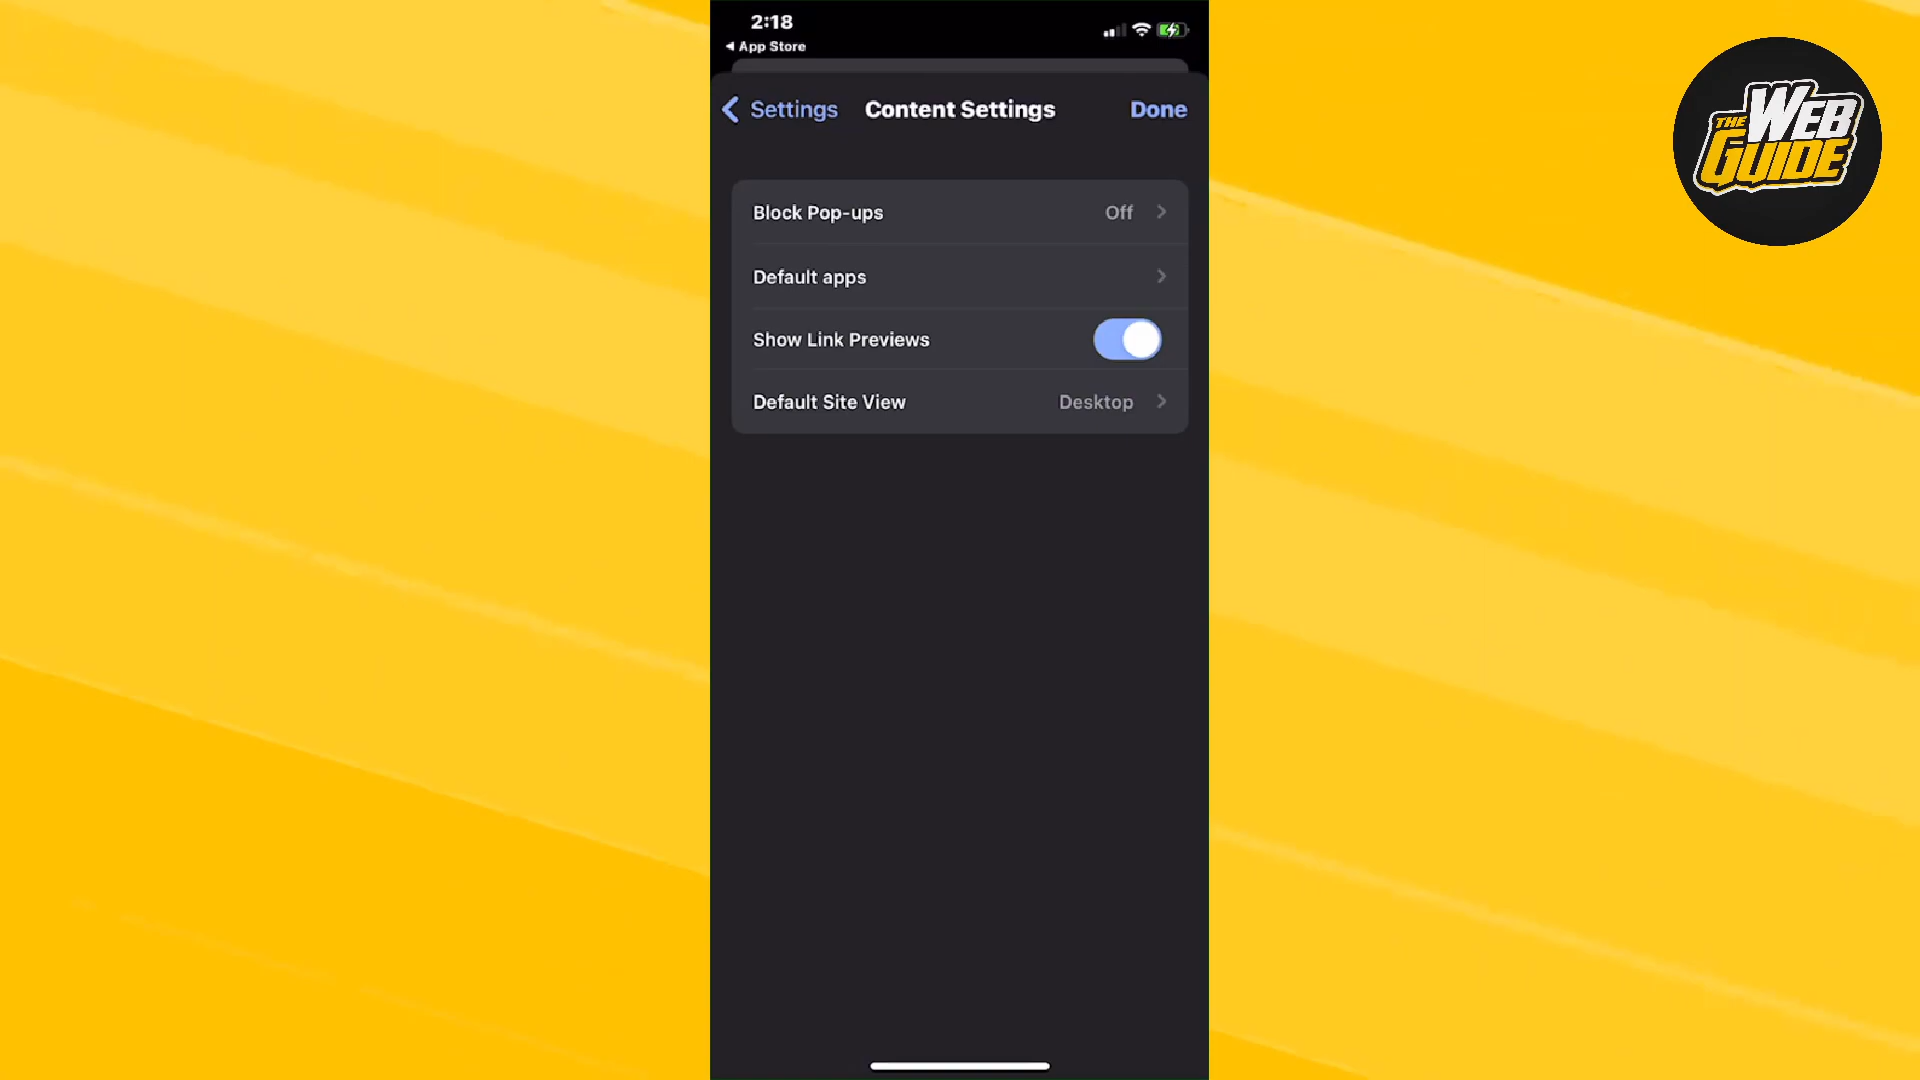 2:18
◀ App Store
Settings
Content Settings
Done
Block Pop-ups
Off
Default apps
Show Link Previews
Default Site View
Desktop
THE WEB
GUIDE